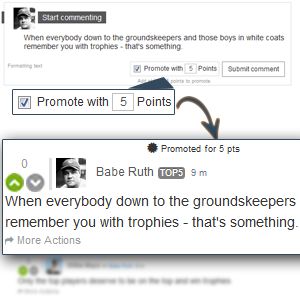 Start commenting
When everybody down to the groundskeepers and those boys in white coats
remember you with trophies - that's something.
Formatting text
Promote with 5 Points Submit comment
Promote with 5 Points
Promoted for 5 pts
0
Babe Ruth TOP5 9 m
When everybody down to the groundskeepers
remember you with trophies - that's something.
More Actions
Only the top players deserve to be on the top and win trophies